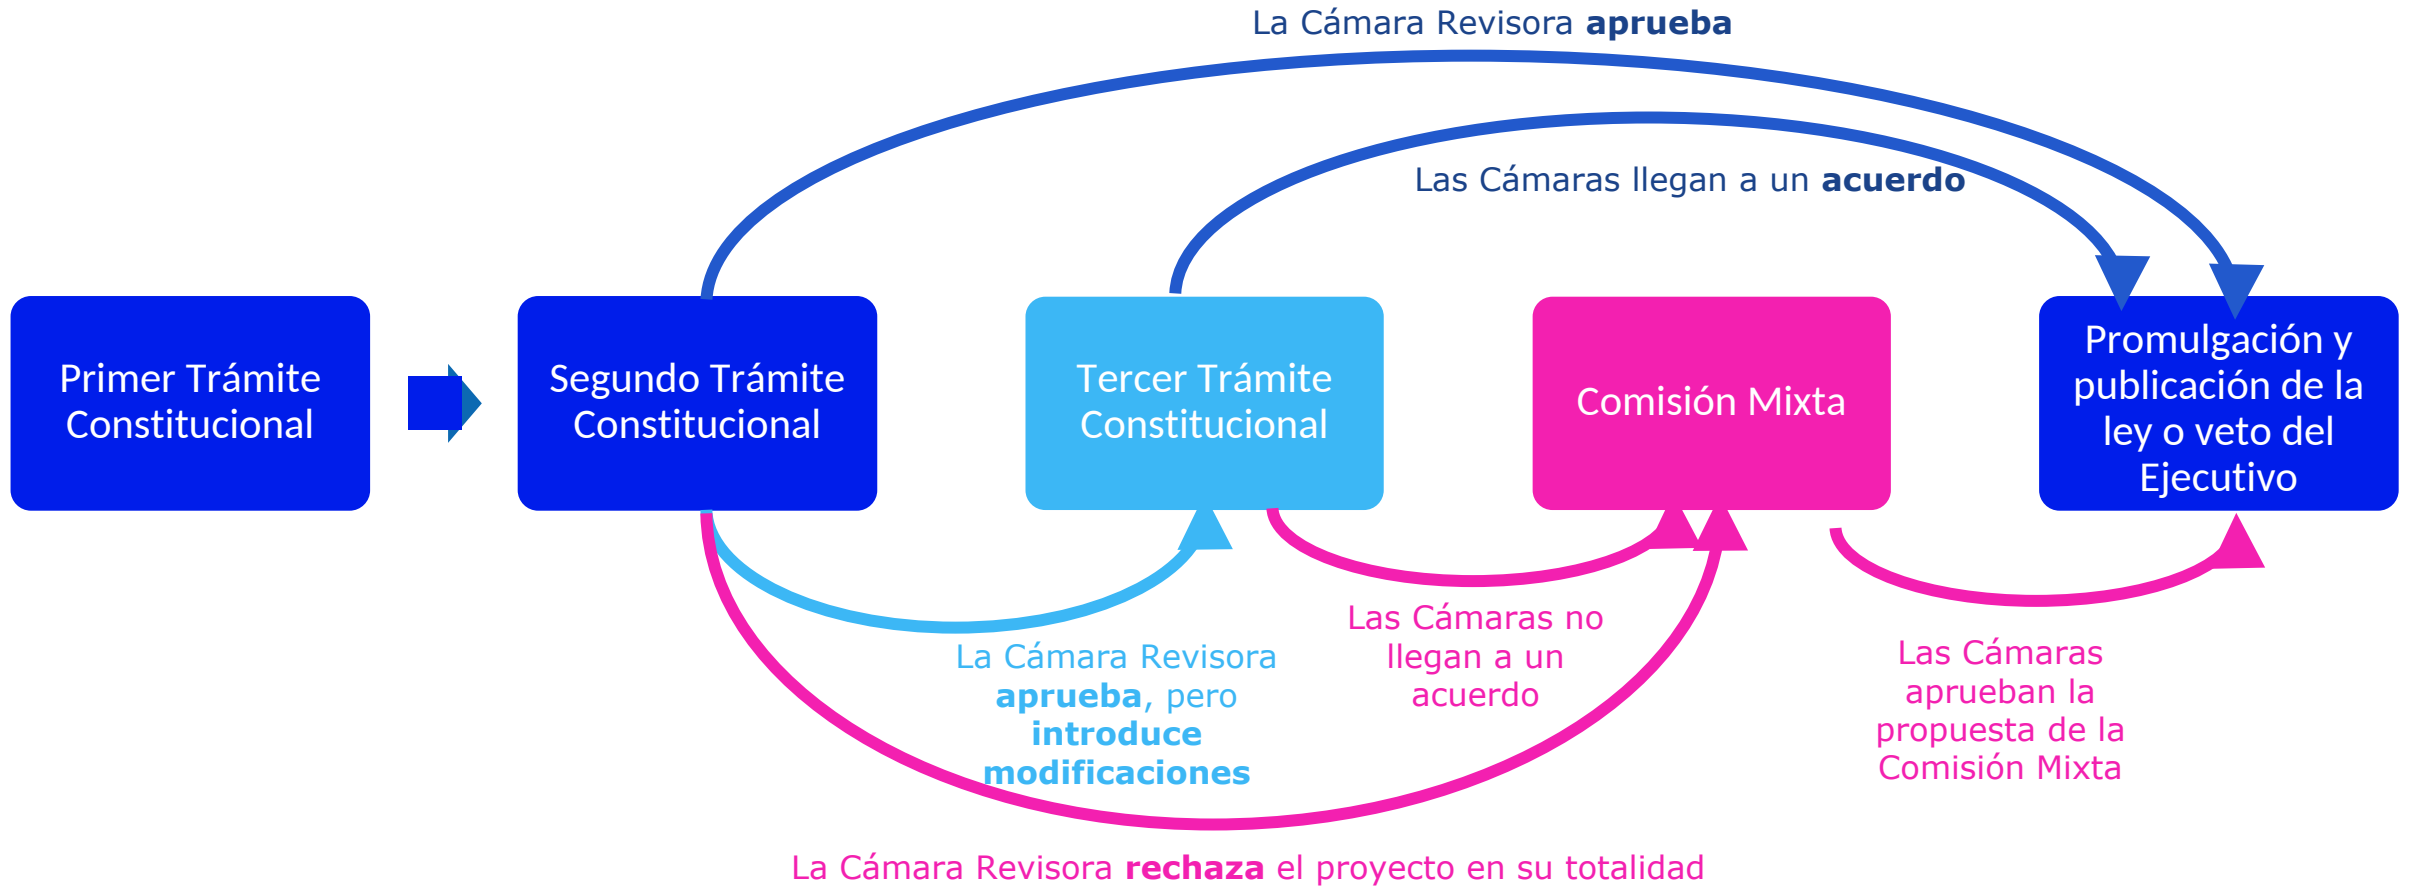 La Cámara Revisora aprueba
Las Cámaras llegan a un acuerdo
Primer Trámite
Constitucional
Segundo Trámite
Constitucional
Tercer Trámite
Constitucional
Comisión Mixta
Promulgación y
publicación de la
ley o veto del
Ejecutivo
La Cámara Revisora
aprueba, pero
introduce
modificaciones
Las Cámaras no
llegan a un
acuerdo
Las Cámaras
aprueban la
propuesta de la
Comisión Mixta
La Cámara Revisora rechaza el proyecto en su totalidad